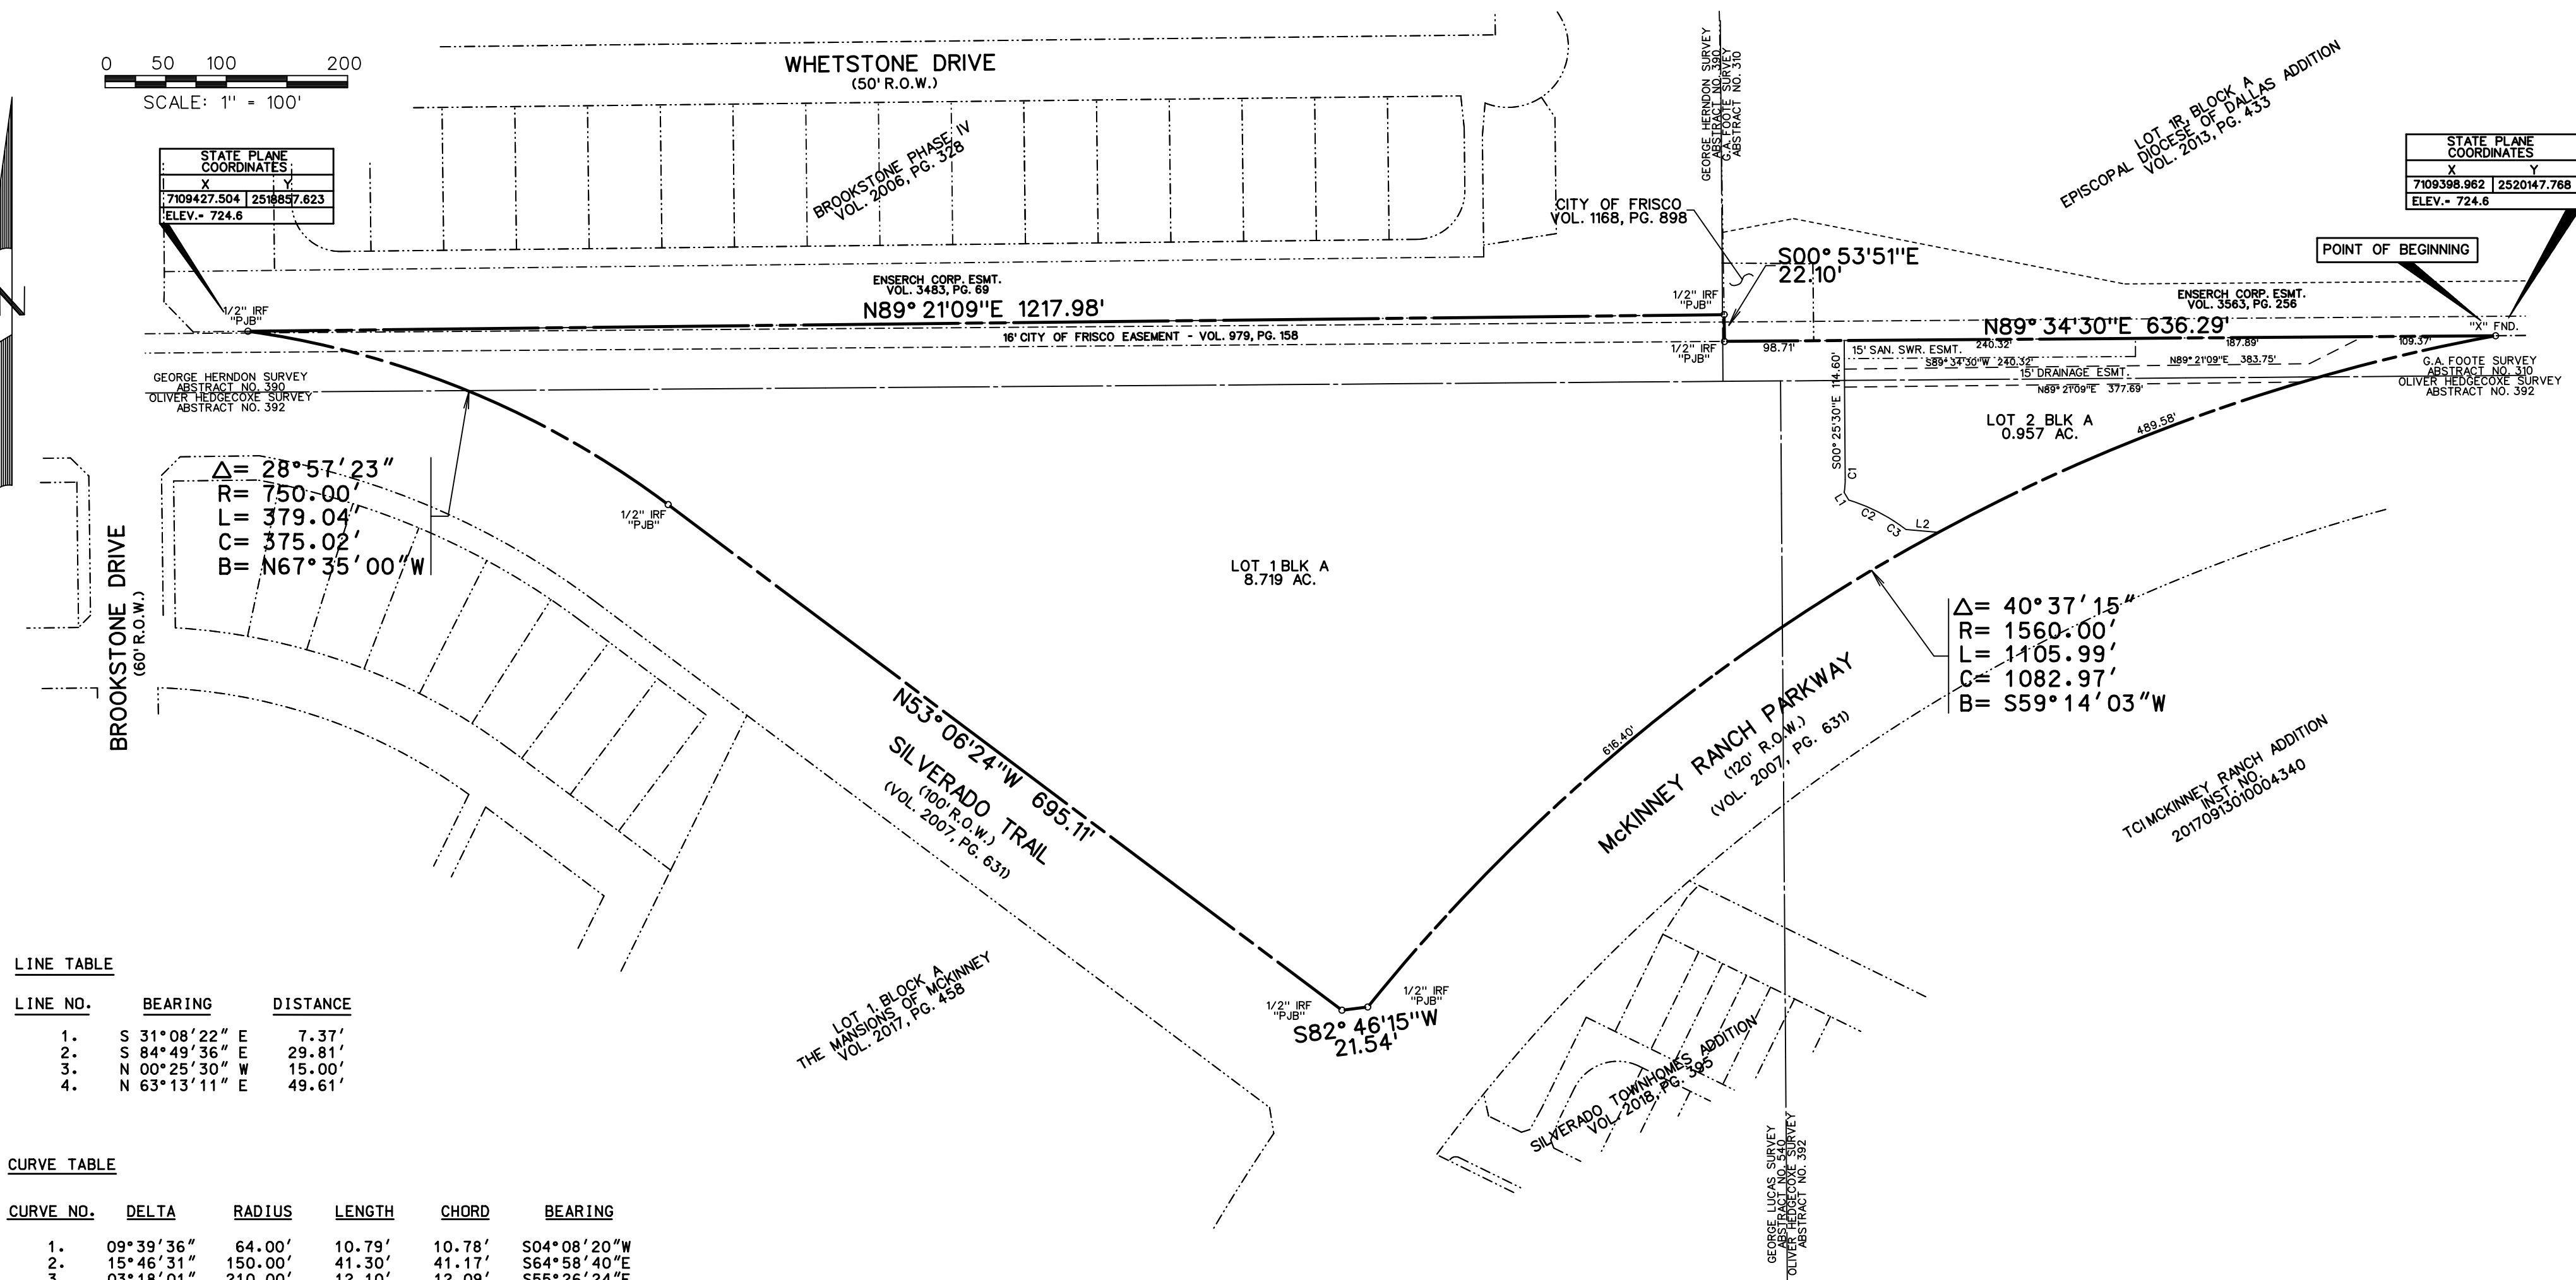 0 50 100 200
SCALE: 1" = 100'
WHETSTONE DRIVE
(50' R.O.W.)
STATE PLANE
COORDINATES
X Y
7109427.504 2518857.623
ELEV.= 724.6
BROOKSTONE PHASE IV
VOL. 2006, PG. 328
GEORGE HERNDON SURVEY
ABSTRACT NO. 390
G.A. FOOTE SURVEY
ABSTRACT NO. 310
LOT 1R, BLOCK A
EPISCOPAL DIOCESE OF DALLAS ADDITION
VOL. 2013, PG. 433
STATE PLANE
COORDINATES
X Y
7109398.962 2520147.768
ELEV.= 724.6
CITY OF FRISCO
VOL. 1168, PG. 898
S00°53'51"E
22.10'
POINT OF BEGINNING
ENSERCH CORP. ESMT.
VOL. 3483, PG. 69
N89°21'09"E 1217.98'
16' CITY OF FRISCO EASEMENT - VOL. 979, PG. 158
1/2" IRF
"PJB"
1/2" IRF
"PJB"
1/2" IRF
"PJB"
ENSERCH CORP. ESMT.
VOL. 3563, PG. 256
N89°34'30"E 636.29'
"X" FND.
98.71'
240.32'
187.89'
109.37'
15' SAN. SWR. ESMT.
S89°34'30"W 240.32'
N89°21'09"E 383.75'
15' DRAINAGE ESMT.
N89°21'09"E 377.69'
G.A. FOOTE SURVEY
ABSTRACT NO. 310
OLIVER HEDGECOXE SURVEY
ABSTRACT NO. 392
GEORGE HERNDON SURVEY
ABSTRACT NO. 390
OLIVER HEDGECOXE SURVEY
ABSTRACT NO. 392
S00°25'30"E 114.60'
LOT 2 BLK A
0.957 AC.
489.58'
C1
L1
C2
C3
L2
Δ= 28°57'23"
R= 750.00'
L= 379.04'
C= 375.02'
B= N67°35'00"W
1/2" IRF
"PJB"
LOT 1 BLK A
8.719 AC.
BROOKSTONE DRIVE
(60' R.O.W.)
Δ= 40°37'15"
R= 1560.00'
L= 1105.99'
C= 1082.97'
B= S59°14'03"W
N53°06'24"W 695.11'
SILVERADO TRAIL
(100' R.O.W.)
(VOL. 2007, PG. 631)
616.40'
McKINNEY RANCH PARKWAY
(120' R.O.W.)
(VOL. 2007, PG. 631)
TCI MCKINNEY RANCH ADDITION
INST. NO.
20170913010004340
LOT 1, BLOCK A
THE MANSIONS OF MCKINNEY
VOL. 2017, PG. 458
1/2" IRF
"PJB"
1/2" IRF
"PJB"
S82°46'15"W
21.54'
SILVERADO TOWNHOMES ADDITION
VOL. 2018, PG. 395
GEORGE LUCAS SURVEY
ABSTRACT NO. 540
OLIVER HEDGECOXE SURVEY
ABSTRACT NO. 392
LINE TABLE
LINE NO. BEARING DISTANCE
1. S 31°08'22" E 7.37'
2. S 84°49'36" E 29.81'
3. N 00°25'30" W 15.00'
4. N 63°13'11" E 49.61'
CURVE TABLE
CURVE NO. DELTA RADIUS LENGTH CHORD BEARING
1. 09°39'36" 64.00' 10.79' 10.78' S04°08'20"W
2. 15°46'31" 150.00' 41.30' 41.17' S64°58'40"E
3. 03°18'01" 210.00' 12.10' 12.09' S55°26'24"E